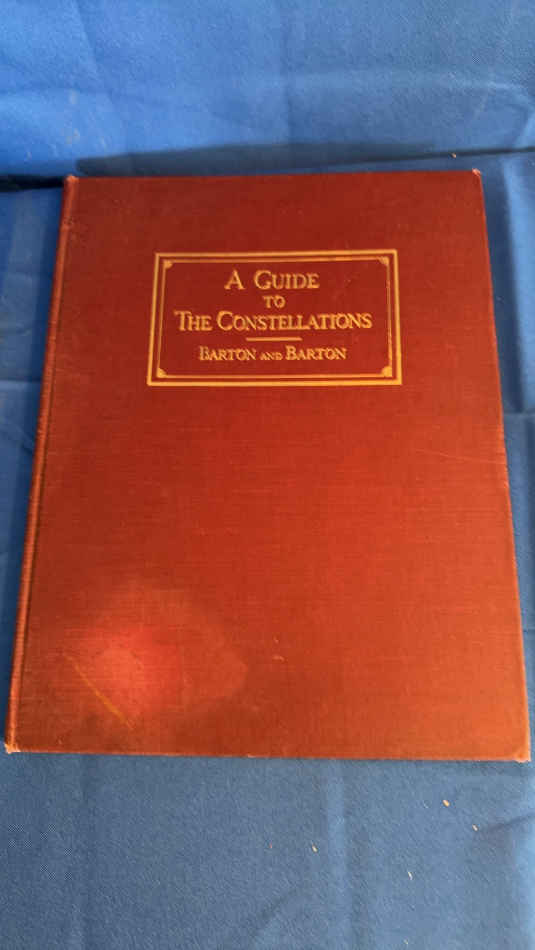 A GUIDE
TO
THE CONSTELLATIONS
BARTON AND BARTON